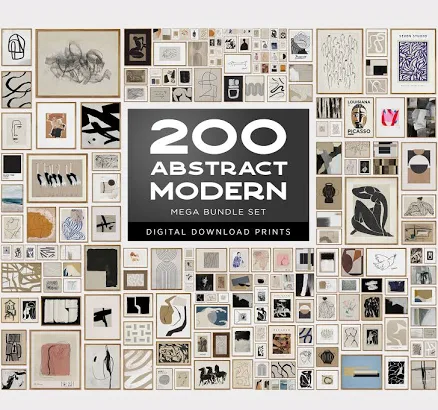 200
ABSTRACT
MODERN
MEGA BUNDLE SET
DIGITAL DOWNLOAD PRINTS
LOUISIANA
PICASSO